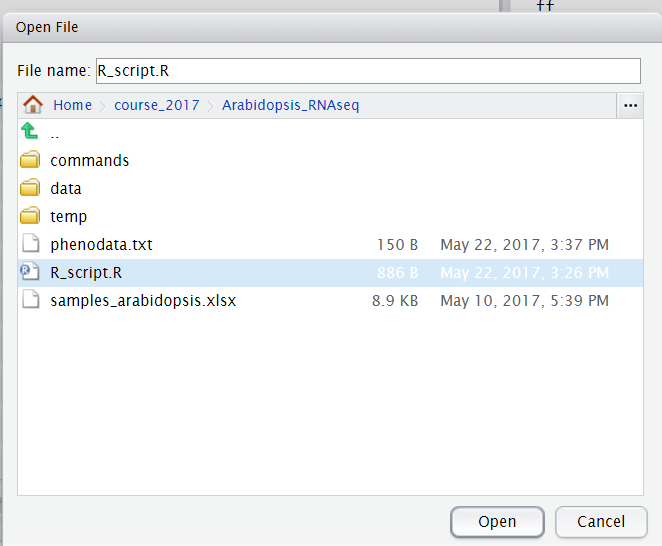 ff
Open File
File name: R_script.R
Home course_2017 Arabidopsis_RNAseq ...
..
commands
data
temp
phenodata.txt 150 B May 22, 2017, 3:37 PM
R_script.R 886 B May 22, 2017, 3:26 PM
samples_arabidopsis.xlsx 8.9 KB May 10, 2017, 5:39 PM
Open Cancel